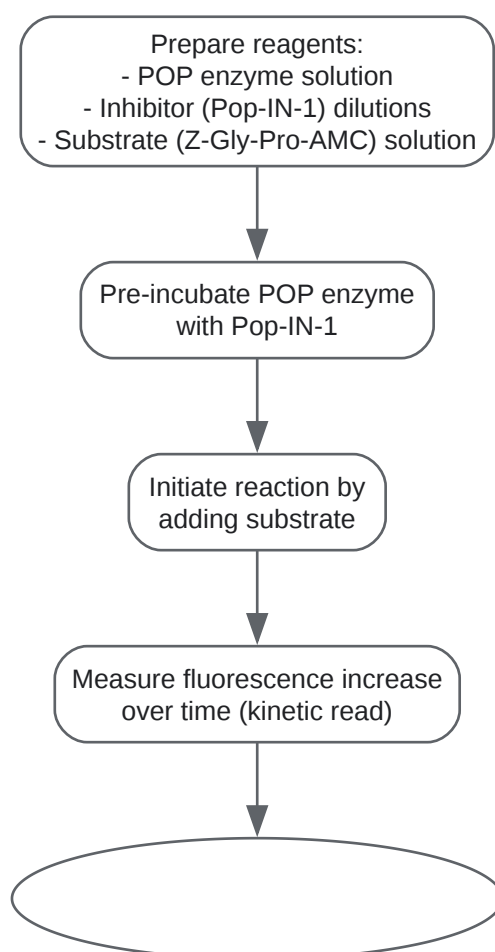 Prepare reagents:
- POP enzyme solution
- Inhibitor (Pop-IN-1) dilutions
- Substrate (Z-Gly-Pro-AMC) solution
Pre-incubate POP enzyme
with Pop-IN-1
Initiate reaction by
adding substrate
Measure fluorescence increase
over time (kinetic read)